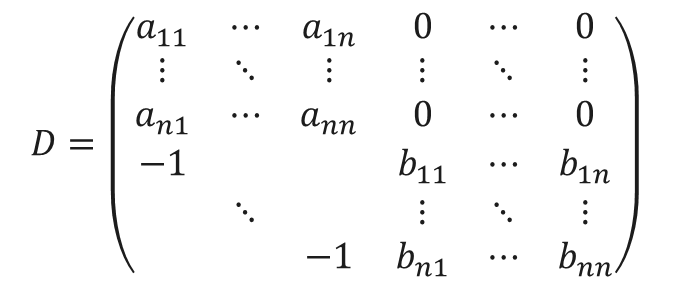 a₁₁ ⋯ a₁ₙ 0 ⋯ 0
⋮ ⋱ ⋮ ⋮ ⋱ ⋮
aₙ₁ ⋯ aₙₙ 0 ⋯ 0
D =
−1 b₁₁ ⋯ b₁ₙ
⋱ ⋮ ⋱ ⋮
−1 bₙ₁ ⋯ bₙₙ